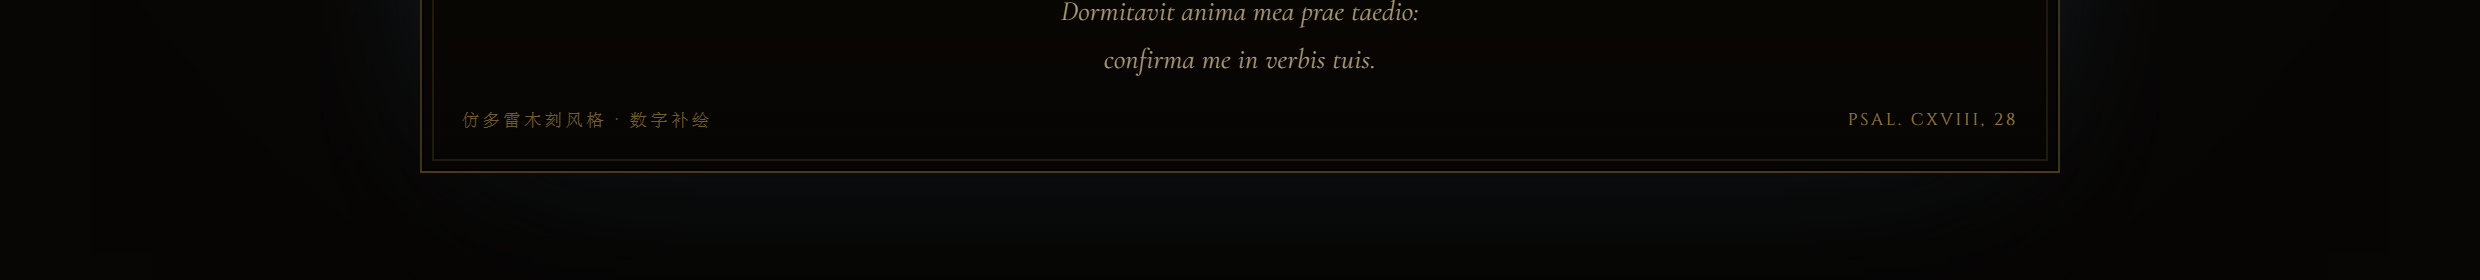 Dormitavit anima mea prae taedio:
confirma me in verbis tuis.
仿多雷木刻风格 · 数字补绘
PSAL. CXVIII, 28